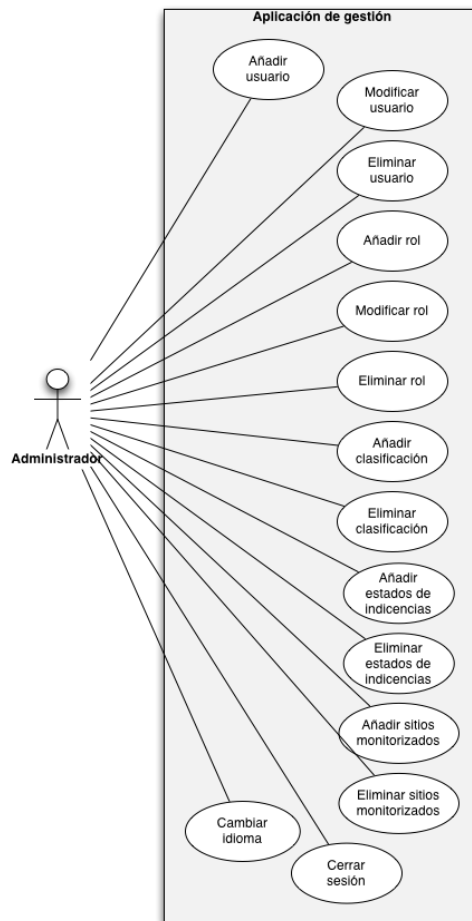 Aplicación de gestión
Añadir
usuario
Modificar
usuario
Eliminar
usuario
Añadir rol
Modificar rol
Eliminar rol
Administrador
Añadir
clasificación
Eliminar
clasificación
Añadir
estados de
indicencias
Eliminar
estados de
indicencias
Añadir sitios
monitorizados
Eliminar sitios
monitorizados
Cambiar
idioma
Cerrar
sesión